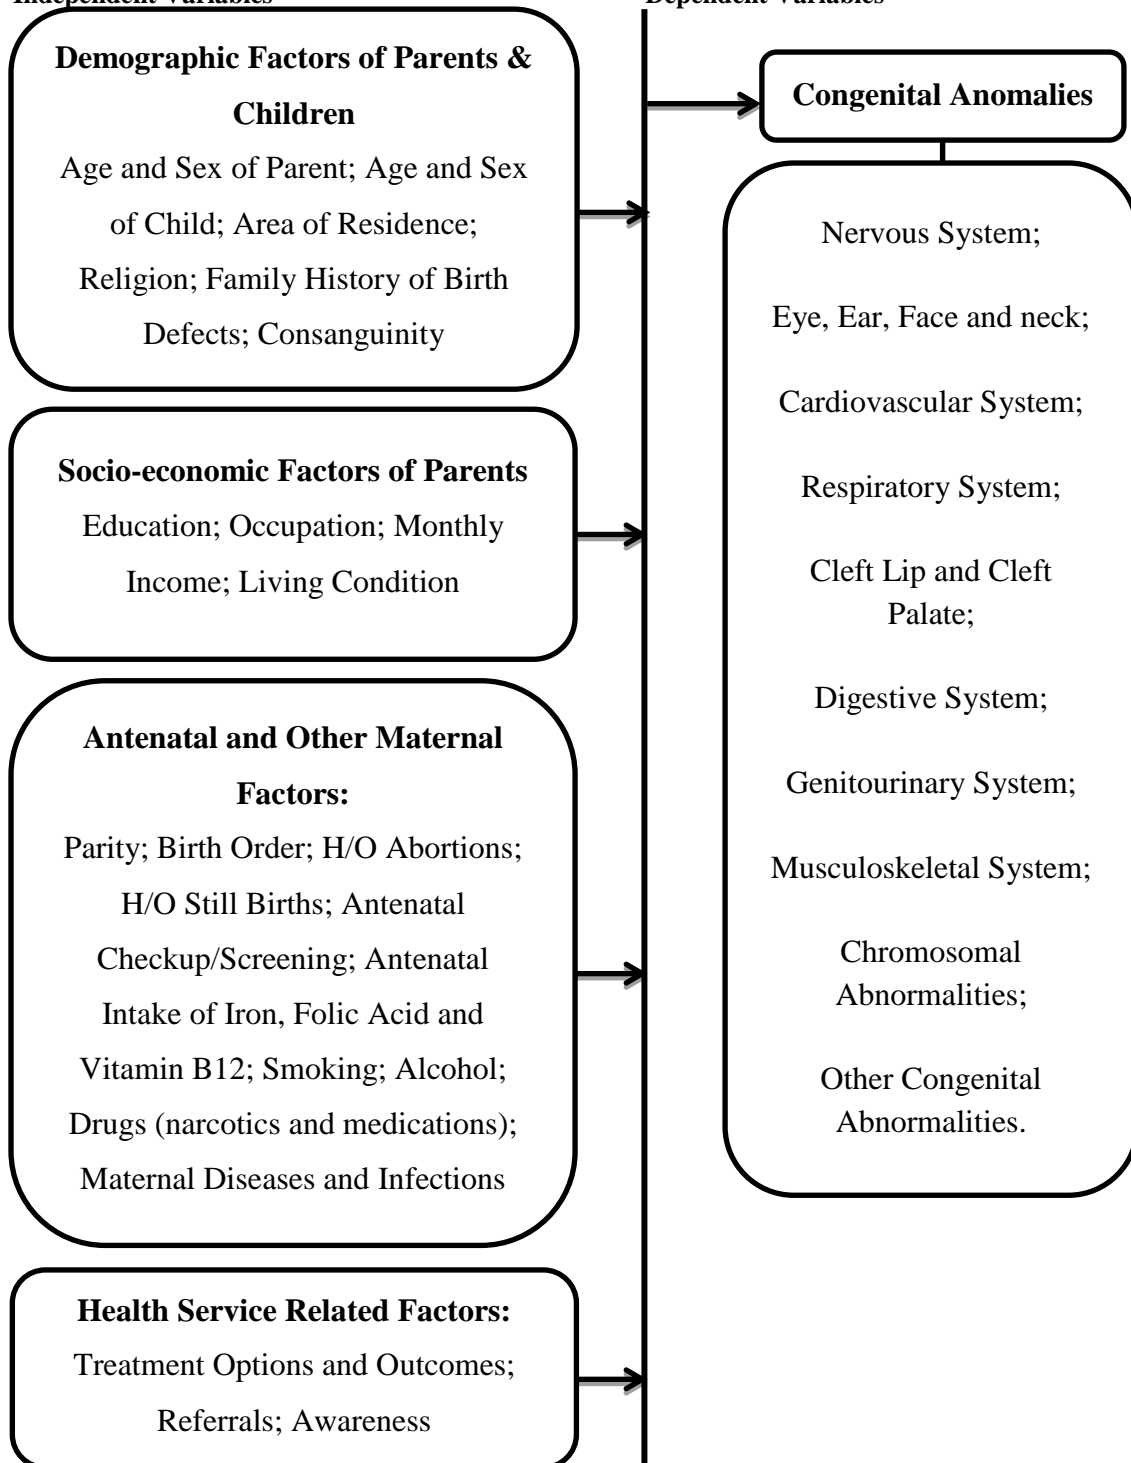 Independent Variables
Dependent Variables
Demographic Factors of Parents &
Children
Age and Sex of Parent; Age and Sex
of Child; Area of Residence;
Religion; Family History of Birth
Defects; Consanguinity
Socio-economic Factors of Parents
Education; Occupation; Monthly
Income; Living Condition
Antenatal and Other Maternal
Factors:
Parity; Birth Order; H/O Abortions;
H/O Still Births; Antenatal
Checkup/Screening; Antenatal
Intake of Iron, Folic Acid and
Vitamin B12; Smoking; Alcohol;
Drugs (narcotics and medications);
Maternal Diseases and Infections
Health Service Related Factors:
Treatment Options and Outcomes;
Referrals; Awareness
Congenital Anomalies
Nervous System;
Eye, Ear, Face and neck;
Cardiovascular System;
Respiratory System;
Cleft Lip and Cleft
Palate;
Digestive System;
Genitourinary System;
Musculoskeletal System;
Chromosomal
Abnormalities;
Other Congenital
Abnormalities.